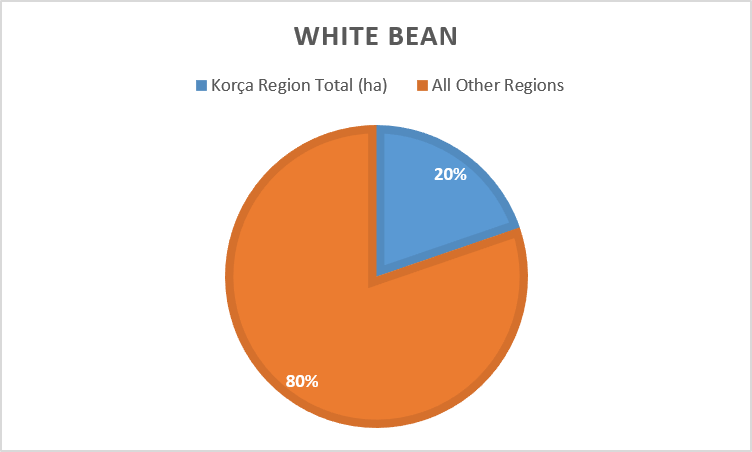 WHITE BEAN
Korça Region Total (ha) All Other Regions
20%
80%